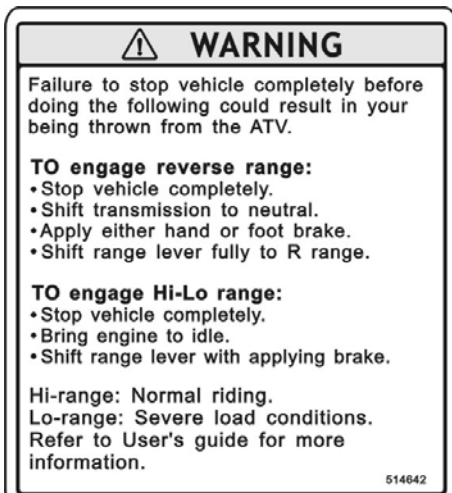 WARNING
Failure to stop vehicle completely before
doing the following could result in your
being thrown from the ATV.
TO engage reverse range:
•Stop vehicle completely.
•Shift transmission to neutral.
•Apply either hand or foot brake.
•Shift range lever fully to R range.
TO engage Hi-Lo range:
•Stop vehicle completely.
•Bring engine to idle.
•Shift range lever with applying brake.
Hi-range: Normal riding.
Lo-range: Severe load conditions.
Refer to User's guide for more
information.
514642